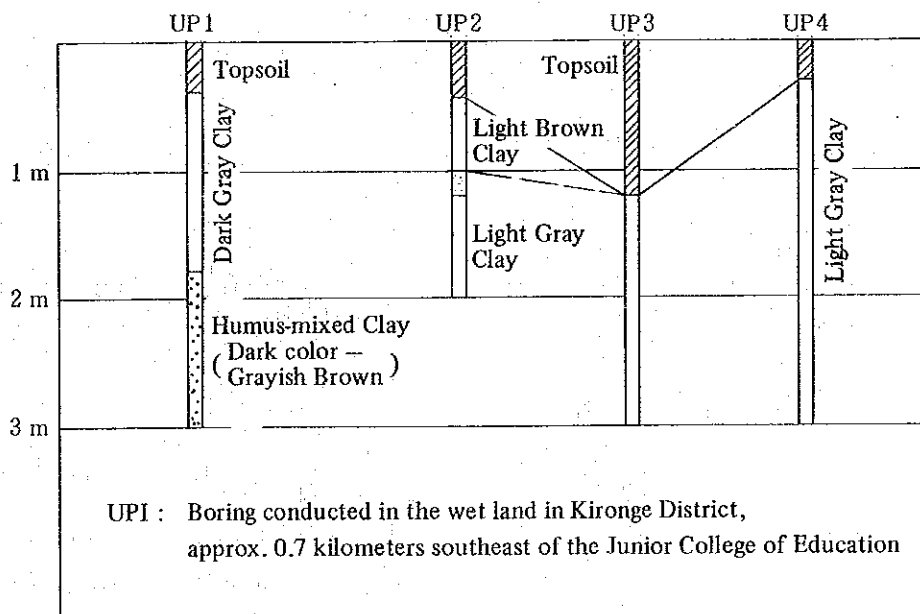 UP1 UP2 UP3 UP4
Topsoil
Topsoil
Dark Gray Clay
Light Brown
Clay
Light Gray Clay
1 m
Light Gray
Clay
2 m
Humus-mixed Clay
( Dark color –
Grayish Brown )
3 m
UPI : Boring conducted in the wet land in Kironge District,
approx. 0.7 kilometers southeast of the Junior College of Education